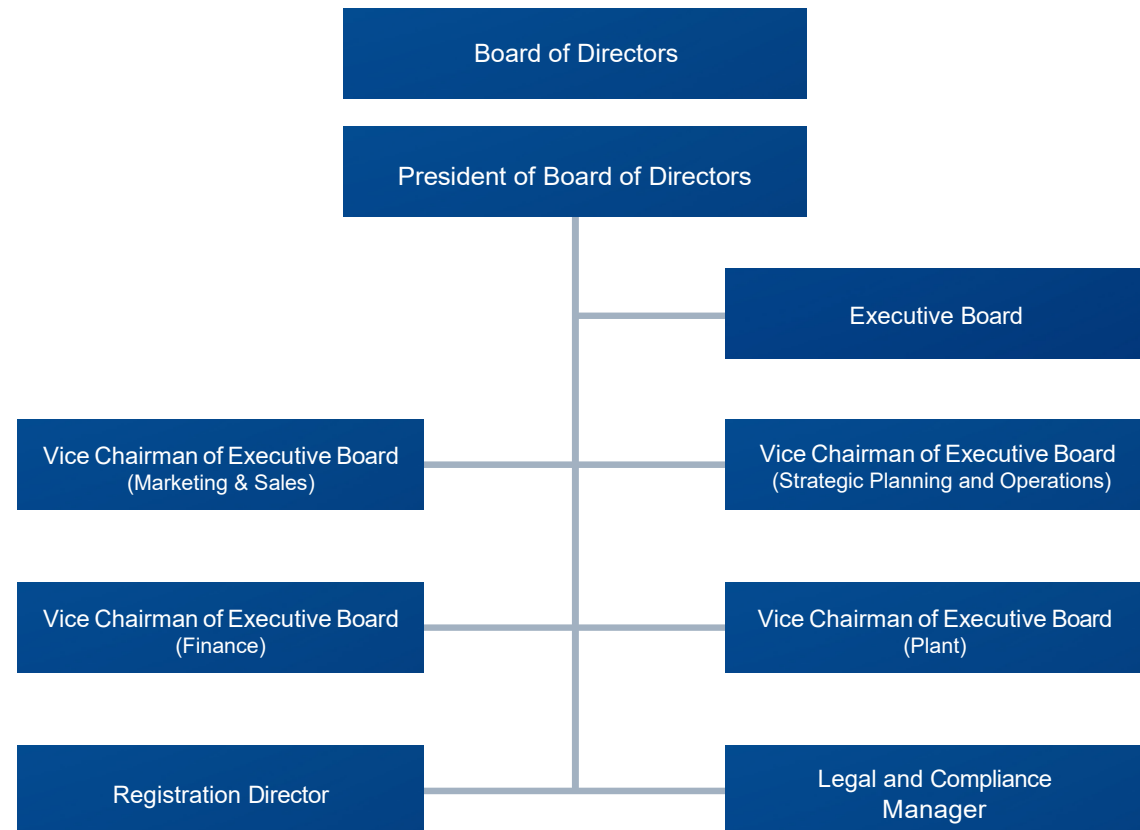 Board of Directors
President of Board of Directors
Executive Board
Vice Chairman of Executive Board
(Marketing & Sales)
Vice Chairman of Executive Board
(Strategic Planning and Operations)
Vice Chairman of Executive Board
(Finance)
Vice Chairman of Executive Board
(Plant)
Registration Director
Legal and Compliance
Manager